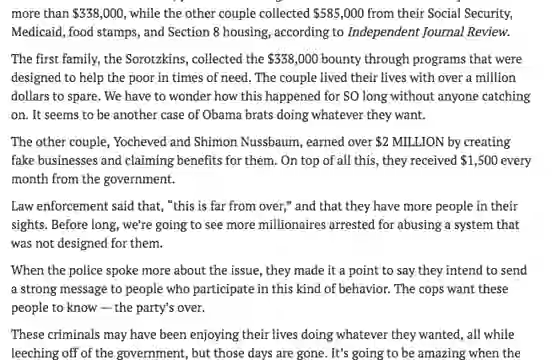 more than $338,000, while the other couple collected $585,000 from their Social Security,
Medicaid, food stamps, and Section 8 housing, according to Independent Journal Review.
The first family, the Sorotzkins, collected the $338,000 bounty through programs that were
designed to help the poor in times of need. The couple lived their lives with over a million
dollars to spare. We have to wonder how this happened for SO long without anyone catching
on. It seems to be another case of Obama brats doing whatever they want.
The other couple, Yocheved and Shimon Nussbaum, earned over $2 MILLION by creating
fake businesses and claiming benefits for them. On top of all this, they received $1,500 every
month from the government.
Law enforcement said that, “this is far from over,” and that they have more people in their
sights. Before long, we’re going to see more millionaires arrested for abusing a system that
was not designed for them.
When the police spoke more about the issue, they made it a point to say they intend to send
a strong message to people who participate in this kind of behavior. The cops want these
people to know — the party’s over.
These criminals may have been enjoying their lives doing whatever they wanted, all while
leeching off of the government, but those days are gone. It’s going to be amazing when the